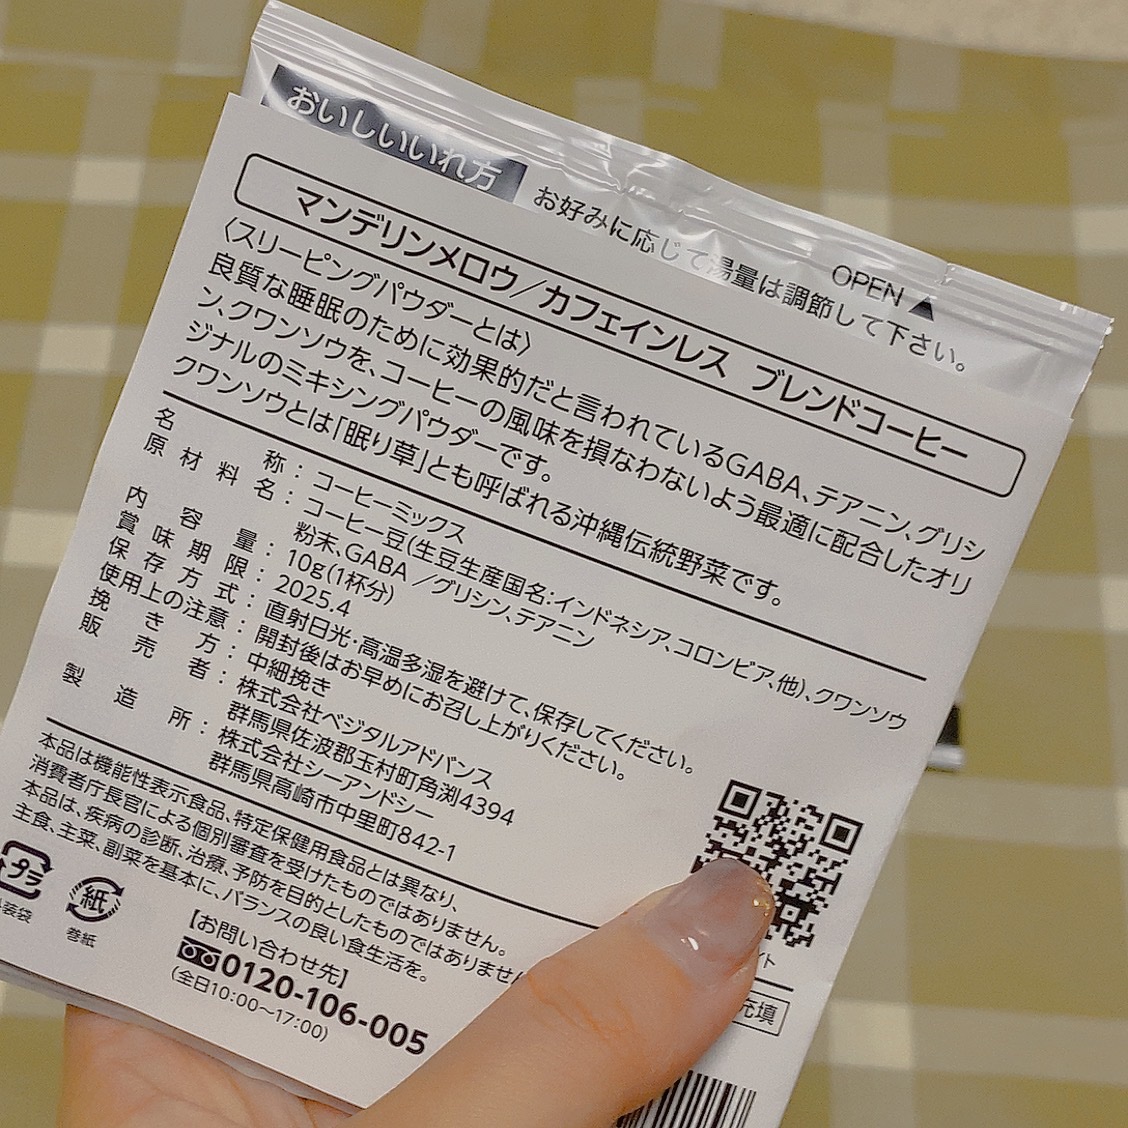 おいしいいれ方
お好みに応じて湯量は調節して下さい。
OPEN▲
マンデリンメロウ/カフェインレス ブレンドコーヒー
〈スリーピングパウダーとは〉
良質な睡眠のために効果的だと言われているGABA、テアニン、グリシ
ン、クワンソウを、コーヒーの風味を損なわないよう最適に配合したオリ
ジナルのミキシングパウダーです。
クワンソウとは「眠り草」とも呼ばれる沖縄伝統野菜です。
名称:コーヒーミックス
原材料名:コーヒー豆(生豆生産国名:インドネシア、コロンビア、他)、クワンソウ
粉末、GABA/グリシン、テアニン
内容量:10g(1杯分)
賞味期限:2025.4
保存方式:直射日光・高温多湿を避けて、保存してください。
使用上の注意:開封後はお早めにお召し上がりください。
挽き方:中細挽き
販売者:株式会社ベジタルアドバンス
群馬県佐波郡玉村町角渕4394
製造所:株式会社シーアンドシー
群馬県高崎市中里町842-1
本品は機能性表示食品、特定保健用食品とは異なり、
消費者庁長官による個別審査を受けたものではありません。
本品は、疾病の診断、治療、予防を目的としたものではありませ
主食、主菜、副菜を基本に、バランスの良い食生活を。
プラ
装袋
紙
巻紙
【お問い合わせ先】
0120-106-005
(全日10:00〜17:00)
イト
充填